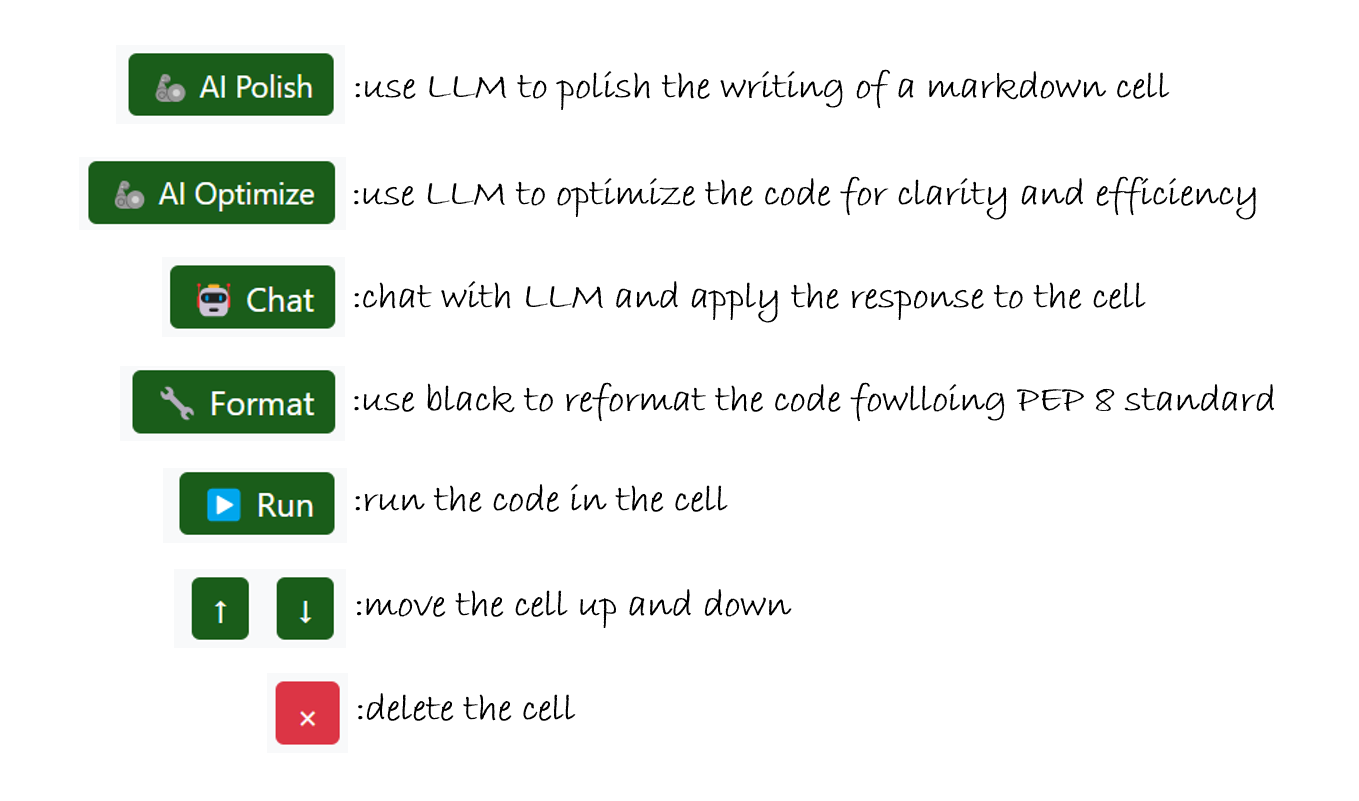 AI Polish :use LLM to polish the writing of a markdown cell
AI Optimize :use LLM to optimize the code for clarity and efficiency
Chat :chat with LLM and apply the response to the cell
Format :use black to reformat the code fowlloing PEP 8 standard
Run :run the code in the cell
↑ ↓ :move the cell up and down
× :delete the cell